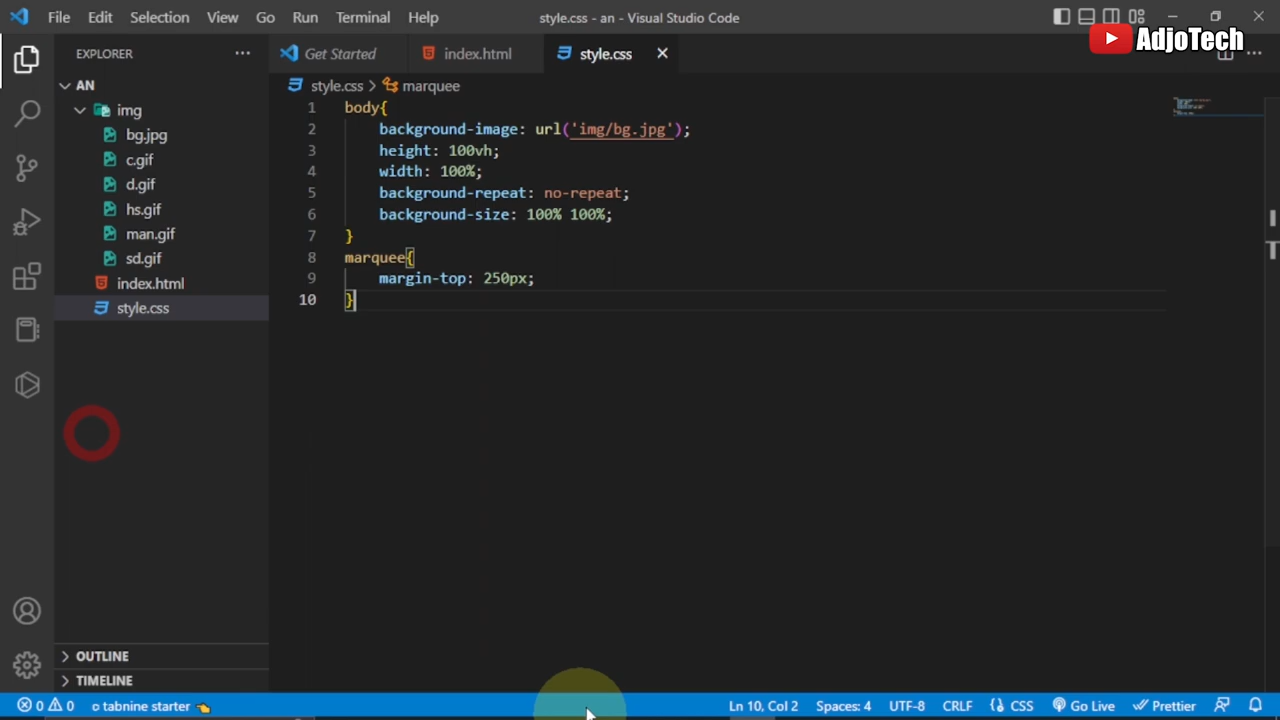 File Edit Selection View Go Run Terminal Help style.css - an - Visual Studio Code
AdjoTech
EXPLORER
Get Started index.html style.css
AN
style.css > marquee
img
bg.jpg
c.gif
d.gif
hs.gif
man.gif
sd.gif
index.html
style.css
1 body{
2 background-image: url('img/bg.jpg');
3 height: 100vh;
4 width: 100%;
5 background-repeat: no-repeat;
6 background-size: 100% 100%;
7 }
8 marquee{
9 margin-top: 250px;
10 }
OUTLINE
TIMELINE
0 0 tabnine starter Ln 10, Col 2 Spaces: 4 UTF-8 CRLF CSS Go Live Prettier